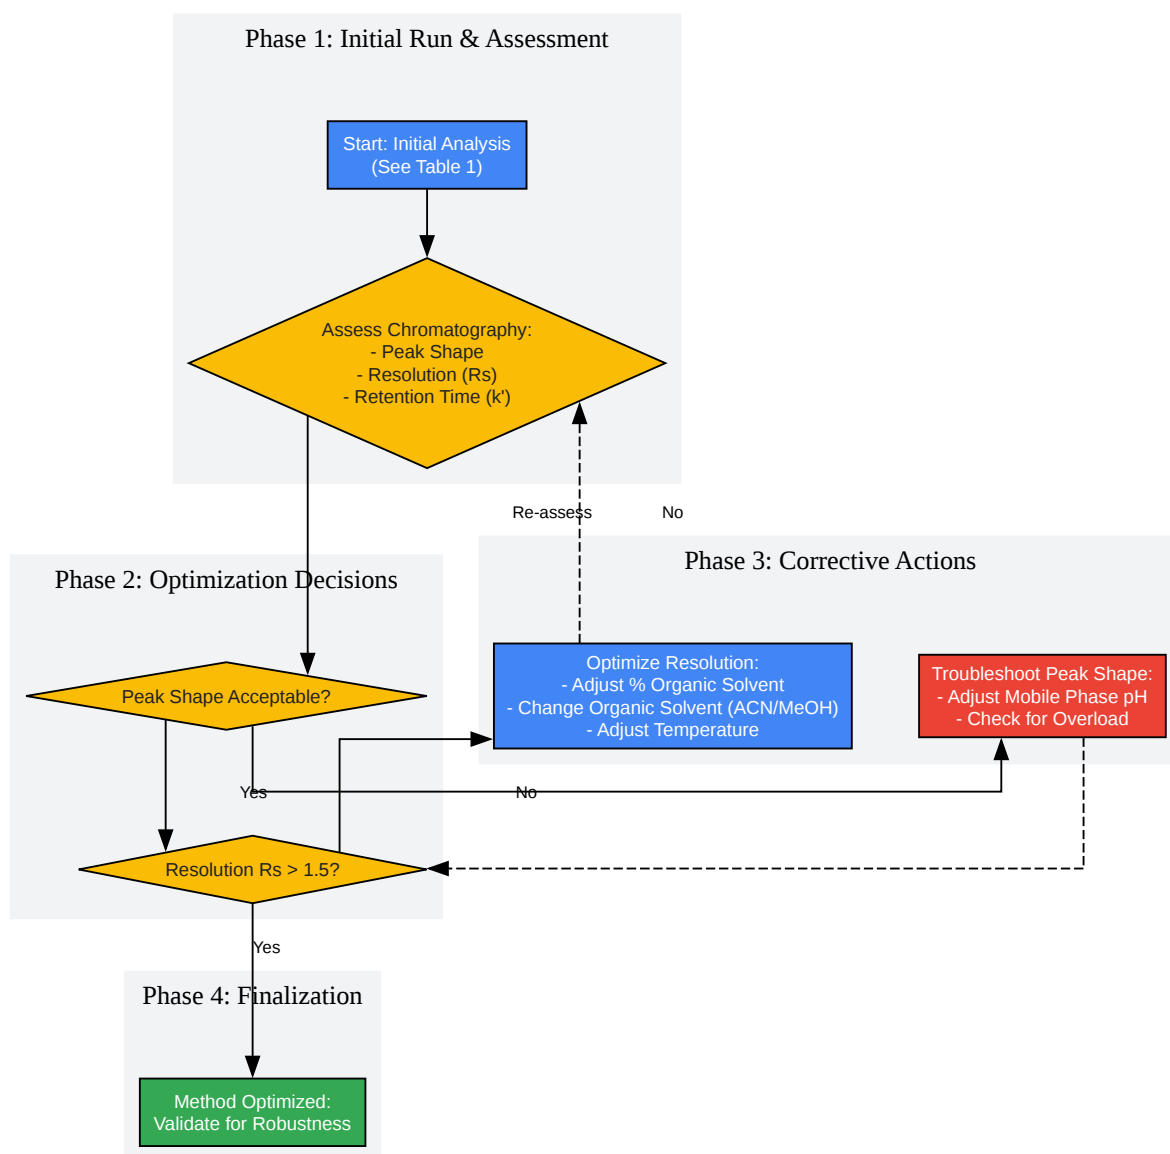 Phase 1: Initial Run & Assessment
Start: Initial Analysis
(See Table 1)
Assess Chromatography:
- Peak Shape
- Resolution (Rs)
- Retention Time (k')
Re-assess
No
Phase 2: Optimization Decisions
Phase 3: Corrective Actions
Optimize Resolution:
- Adjust % Organic Solvent
- Change Organic Solvent (ACN/MeOH)
- Adjust Temperature
Troubleshoot Peak Shape:
- Adjust Mobile Phase pH
- Check for Overload
Peak Shape Acceptable?
Yes
No
Resolution Rs > 1.5?
Yes
Phase 4: Finalization
Method Optimized:
Validate for Robustness